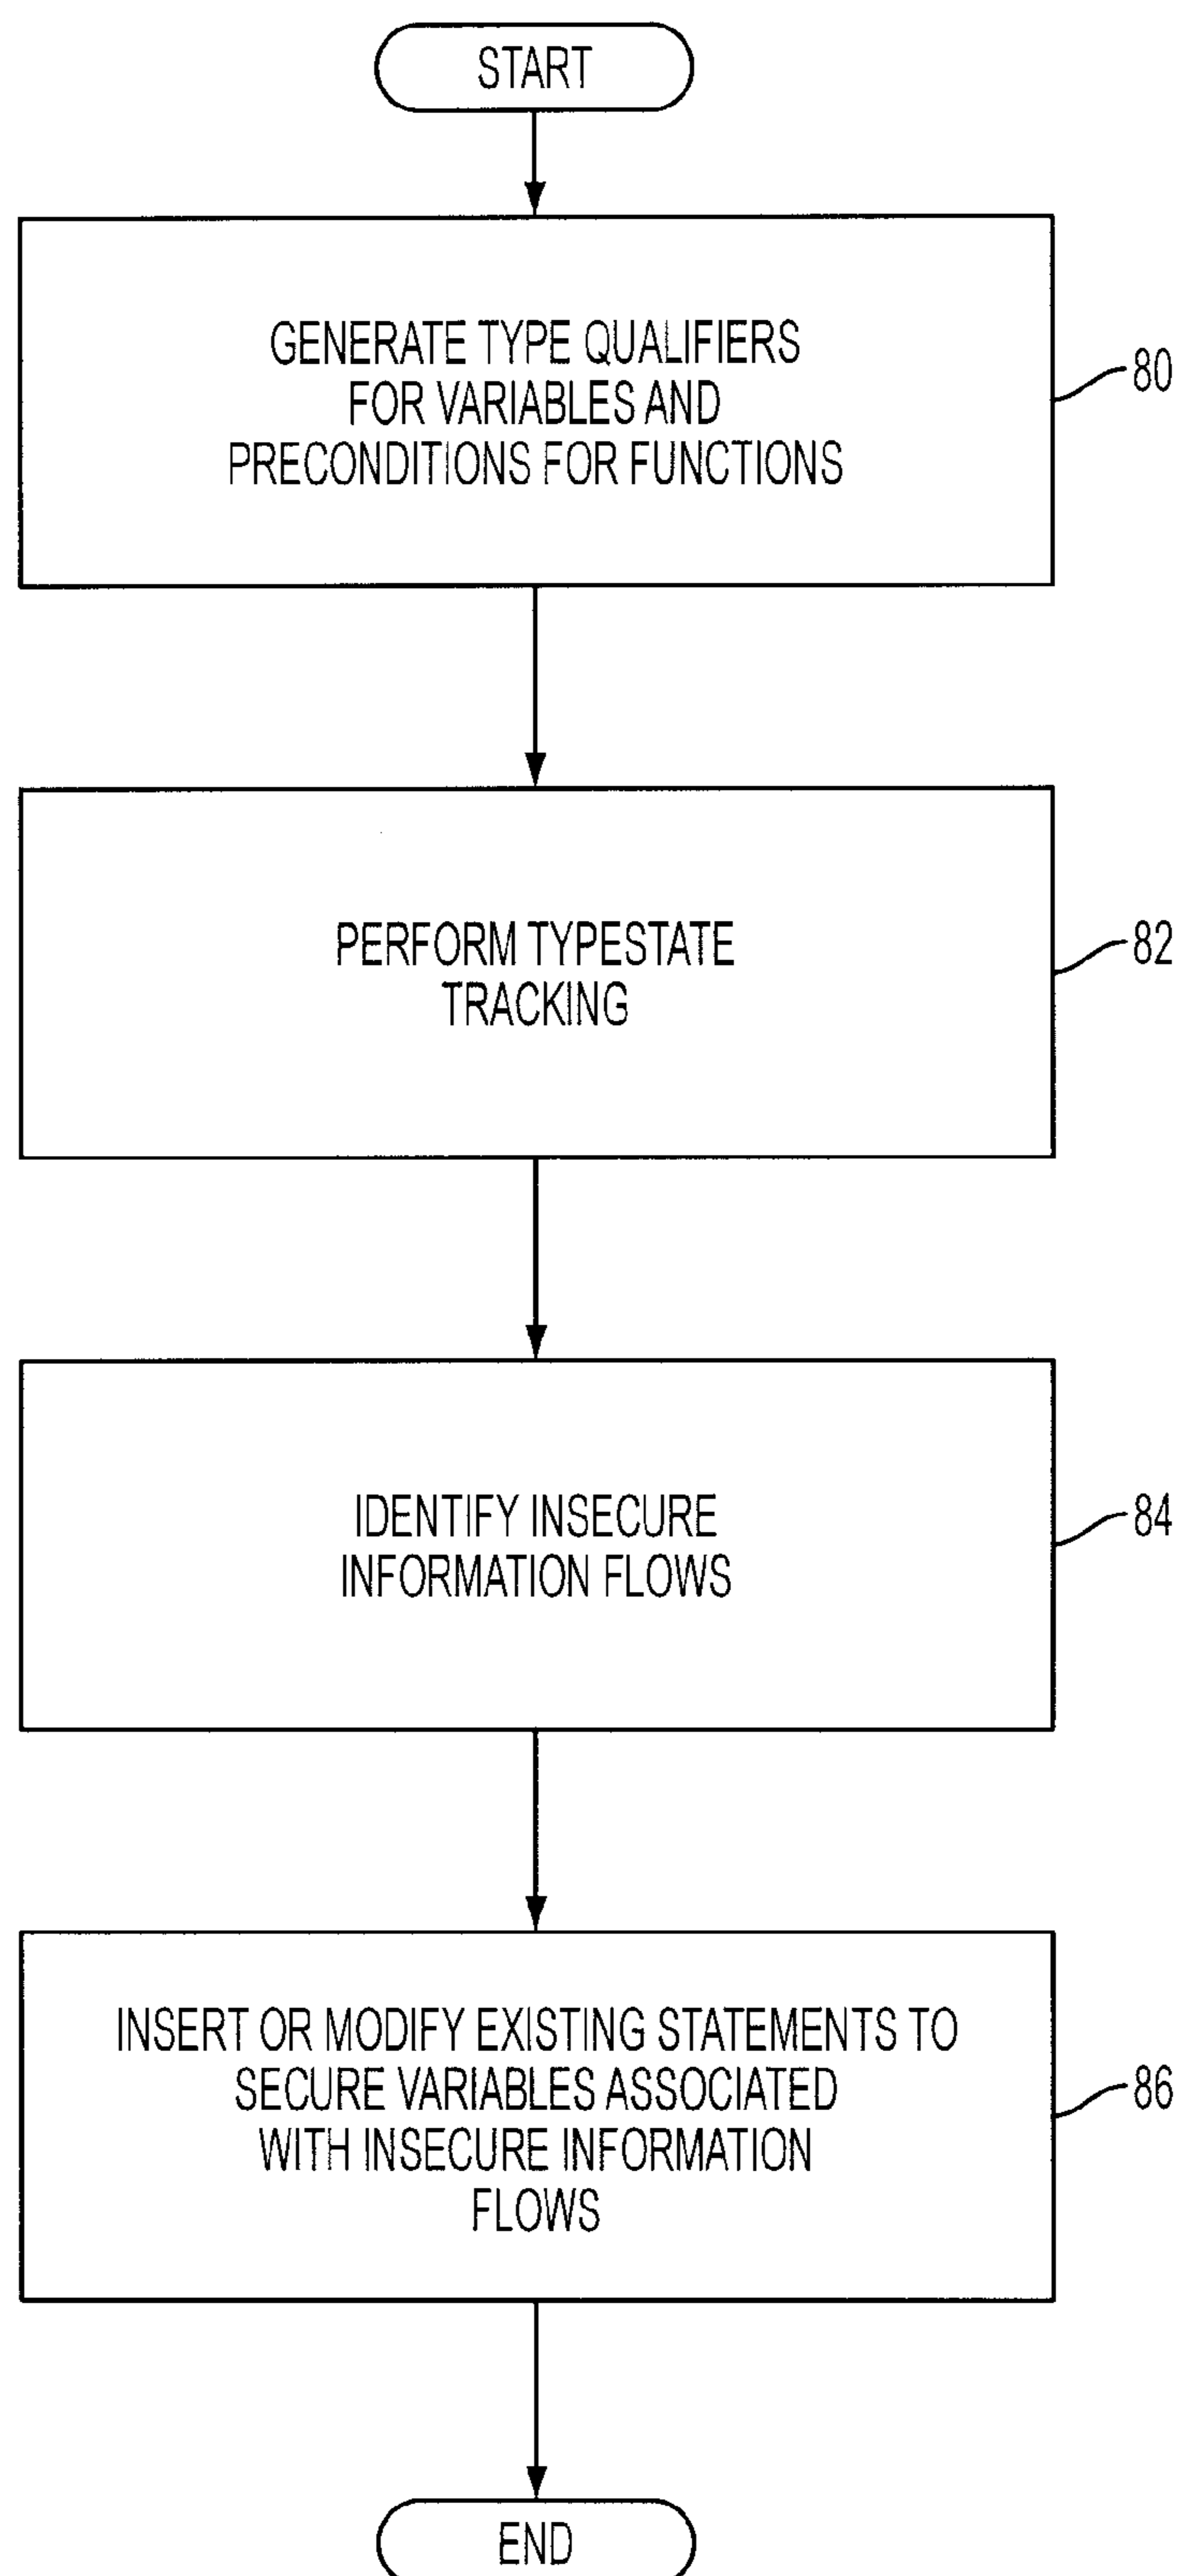 START
GENERATE TYPE QUALIFIERS
FOR VARIABLES AND
PRECONDITIONS FOR FUNCTIONS
80
PERFORM TYPESTATE
TRACKING
82
IDENTIFY INSECURE
INFORMATION FLOWS
84
INSERT OR MODIFY EXISTING STATEMENTS TO
SECURE VARIABLES ASSOCIATED
WITH INSECURE INFORMATION
FLOWS
86
END